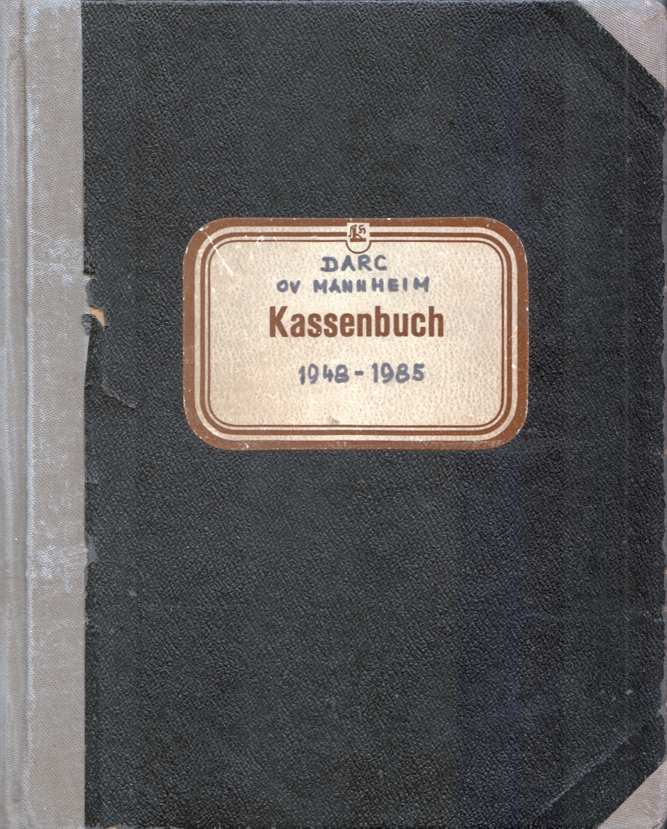 DARC
OV MANNHEIM
Kassenbuch
1948 - 1985